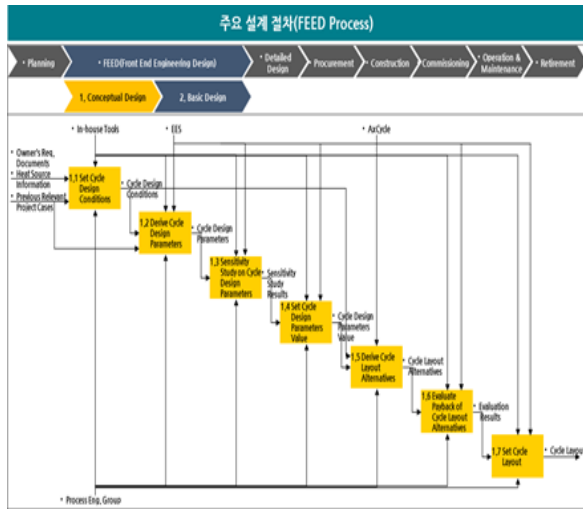 주요 설계 절차(FEED Process)
• Planning
• FEED(Front End Engineering Design)
• Detailed
Design
• Procurement
• Construction
• Commissioning
• Operation &
Maintenance
• Retirement
1, Conceptual Design
2, Basic Design
• In-house Tools
• EES
• AxCycle
• Owner's Req,
Documents
• Heat Source
Information
• Previous Relevant
Project Cases
1,1 Set Cycle
Design
Conditions
• Cycle Design
Conditions
1,2 Derive Cycle
Design
Parameters
• Cycle Design
Parameters
1,3 Sensitivity
Study on Cycle
Design
Parameters
• Sensitivity
Study
Results
1,4 Set Cycle
Design
Parameters
Value
• Cycle Design
Parameters
Value
1,5 Derive Cycle
Layout
Alternatives
• Cycle Layout
Alternatives
1,6 Evaluate
Payback of
Cycle Layout
Alternatives
• Evaluation
Results
1,7 Set Cycle
Layout
• Cycle Layout
• Process Eng, Group